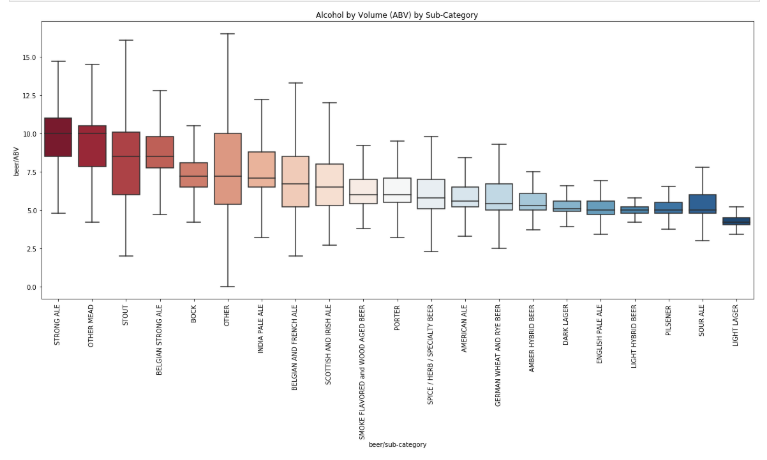 Alcohol by Volume (ABV) by Sub-Category
beer/ABV
15.0
12.5
10.0
7.5
5.0
2.5
0.0
STRONG ALE
OTHER MEAD
STOUT
BELGIAN STRONG ALE
BOCK
OTHER
INDIA PALE ALE
BELGIAN AND FRENCH ALE
SCOTTISH AND IRISH ALE
SMOKE FLAVORED and WOOD AGED BEER
PORTER
SPICE / HERB / SPECIALTY BEER
AMERICAN ALE
GERMAN WHEAT AND RYE BEER
AMBER HYBRID BEER
DARK LAGER
ENGLISH PALE ALE
LIGHT HYBRID BEER
PILSENER
SOUR ALE
LIGHT LAGER
beer/sub-category